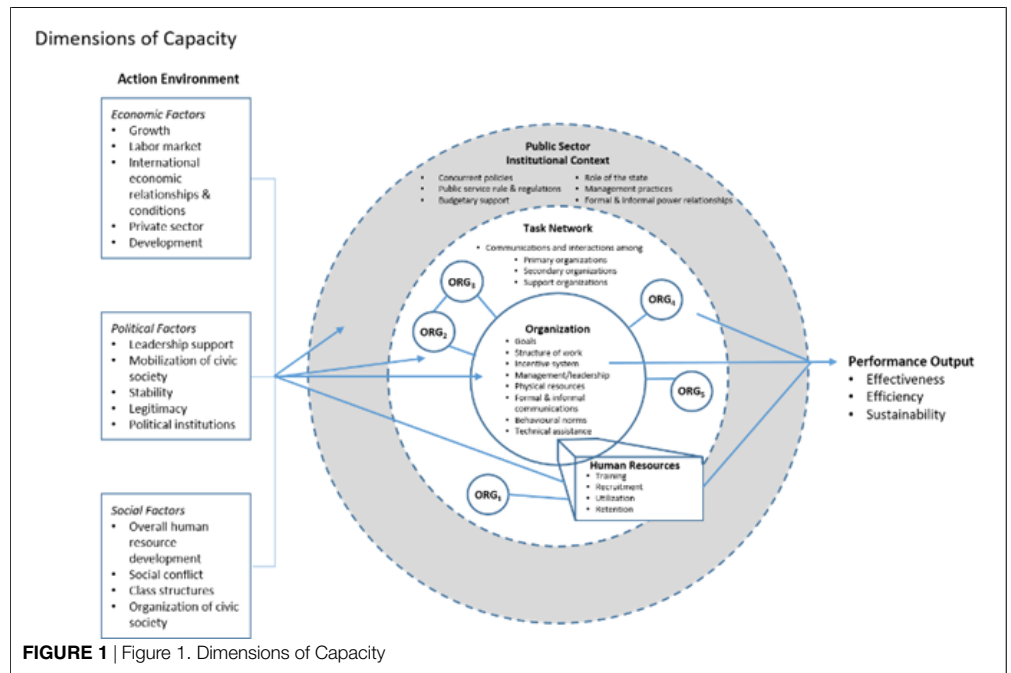 Dimensions of Capacity
Action Environment
Economic Factors
• Growth
• Labor market
• International
economic
relationships &
conditions
• Private sector
• Development
Political Factors
• Leadership support
• Mobilization of civic
society
• Stability
• Legitimacy
• Political institutions
Social Factors
• Overall human
resource
development
• Social conflict
• Class structures
• Organization of civic
society
Public Sector
Institutional Context
• Concurrent policies
• Public service rule & regulations
• Budgetary support
• Role of the state
• Management practices
• Formal & Informal power relationships
Task Network
• Communications and interactions among
• Primary organizations
• Secondary organizations
• Support organizations
ORG3
ORG2
ORG4
ORG5
ORG1
Organization
• Goals
• Structure of work
• Incentive system
• Management/leadership
• Physical resources
• Formal & informal
communications
• Behavioural norms
• Technical assistance
Human Resources
• Training
• Recruitment
• Utilization
• Retention
Performance Output
• Effectiveness
• Efficiency
• Sustainability
FIGURE 1 | Figure 1. Dimensions of Capacity